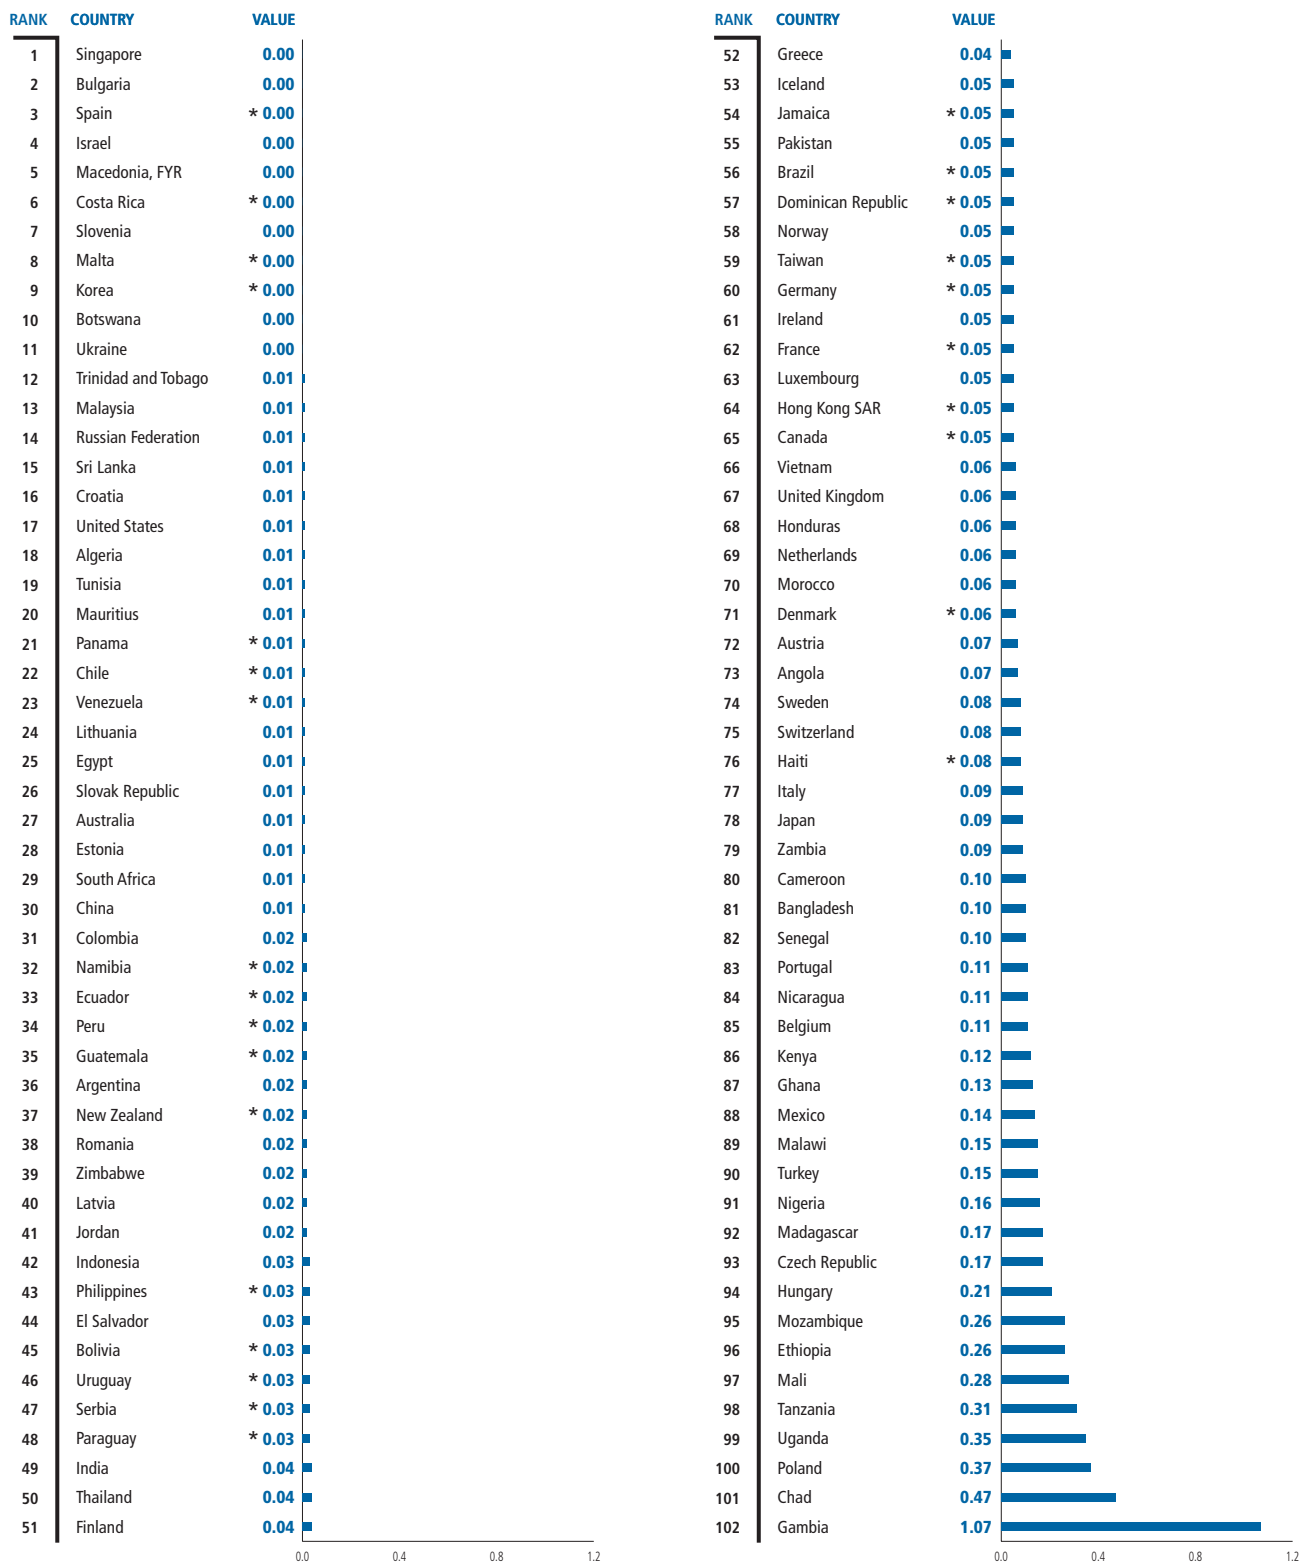 RANK COUNTRY VALUE
1 Singapore 0.00
2 Bulgaria 0.00
3 Spain * 0.00
4 Israel 0.00
5 Macedonia, FYR 0.00
6 Costa Rica * 0.00
7 Slovenia 0.00
8 Malta * 0.00
9 Korea * 0.00
10 Botswana 0.00
11 Ukraine 0.00
12 Trinidad and Tobago 0.01
13 Malaysia 0.01
14 Russian Federation 0.01
15 Sri Lanka 0.01
16 Croatia 0.01
17 United States 0.01
18 Algeria 0.01
19 Tunisia 0.01
20 Mauritius 0.01
21 Panama * 0.01
22 Chile * 0.01
23 Venezuela * 0.01
24 Lithuania 0.01
25 Egypt 0.01
26 Slovak Republic 0.01
27 Australia 0.01
28 Estonia 0.01
29 South Africa 0.01
30 China 0.01
31 Colombia 0.02
32 Namibia * 0.02
33 Ecuador * 0.02
34 Peru * 0.02
35 Guatemala * 0.02
36 Argentina 0.02
37 New Zealand * 0.02
38 Romania 0.02
39 Zimbabwe 0.02
40 Latvia 0.02
41 Jordan 0.02
42 Indonesia 0.03
43 Philippines * 0.03
44 El Salvador 0.03
45 Bolivia * 0.03
46 Uruguay * 0.03
47 Serbia * 0.03
48 Paraguay * 0.03
49 India 0.04
50 Thailand 0.04
51 Finland 0.04
0.0 0.4 0.8 1.2
RANK COUNTRY VALUE
52 Greece 0.04
53 Iceland 0.05
54 Jamaica * 0.05
55 Pakistan 0.05
56 Brazil * 0.05
57 Dominican Republic * 0.05
58 Norway 0.05
59 Taiwan * 0.05
60 Germany * 0.05
61 Ireland 0.05
62 France * 0.05
63 Luxembourg 0.05
64 Hong Kong SAR * 0.05
65 Canada * 0.05
66 Vietnam 0.06
67 United Kingdom 0.06
68 Honduras 0.06
69 Netherlands 0.06
70 Morocco 0.06
71 Denmark * 0.06
72 Austria 0.07
73 Angola 0.07
74 Sweden 0.08
75 Switzerland 0.08
76 Haiti * 0.08
77 Italy 0.09
78 Japan 0.09
79 Zambia 0.09
80 Cameroon 0.10
81 Bangladesh 0.10
82 Senegal 0.10
83 Portugal 0.11
84 Nicaragua 0.11
85 Belgium 0.11
86 Kenya 0.12
87 Ghana 0.13
88 Mexico 0.14
89 Malawi 0.15
90 Turkey 0.15
91 Nigeria 0.16
92 Madagascar 0.17
93 Czech Republic 0.17
94 Hungary 0.21
95 Mozambique 0.26
96 Ethiopia 0.26
97 Mali 0.28
98 Tanzania 0.31
99 Uganda 0.35
100 Poland 0.37
101 Chad 0.47
102 Gambia 1.07
0.0 0.4 0.8 1.2